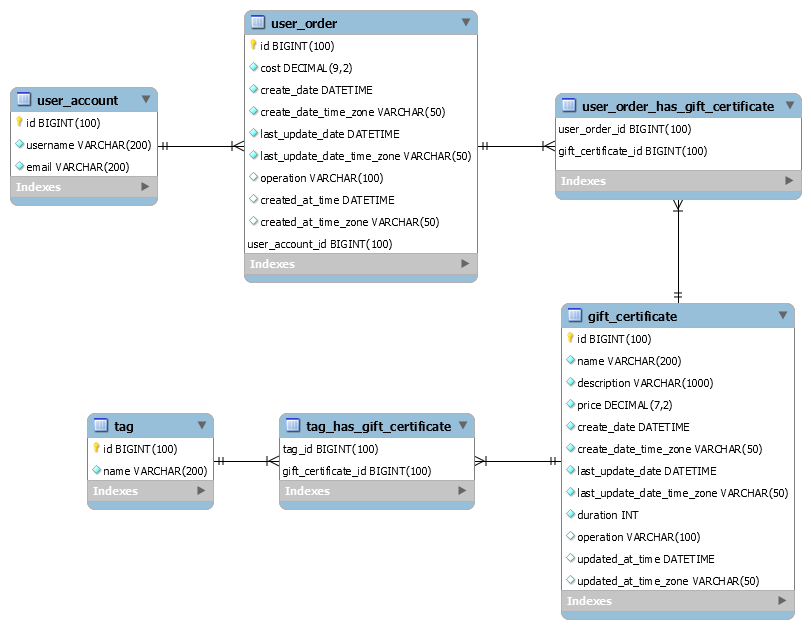 user_order
id BIGINT(100)
cost DECIMAL(9,2)
create_date DATETIME
create_date_time_zone VARCHAR(50)
last_update_date DATETIME
last_update_date_time_zone VARCHAR(50)
operation VARCHAR(100)
created_at_time DATETIME
created_at_time_zone VARCHAR(50)
user_account_id BIGINT(100)
Indexes
user_account
id BIGINT(100)
username VARCHAR(200)
email VARCHAR(200)
Indexes
user_order_has_gift_certificate
user_order_id BIGINT(100)
gift_certificate_id BIGINT(100)
Indexes
gift_certificate
id BIGINT(100)
name VARCHAR(200)
description VARCHAR(1000)
price DECIMAL(7,2)
create_date DATETIME
create_date_time_zone VARCHAR(50)
last_update_date DATETIME
last_update_date_time_zone VARCHAR(50)
duration INT
operation VARCHAR(100)
updated_at_time DATETIME
updated_at_time_zone VARCHAR(50)
Indexes
tag
id BIGINT(100)
name VARCHAR(200)
Indexes
tag_has_gift_certificate
tag_id BIGINT(100)
gift_certificate_id BIGINT(100)
Indexes